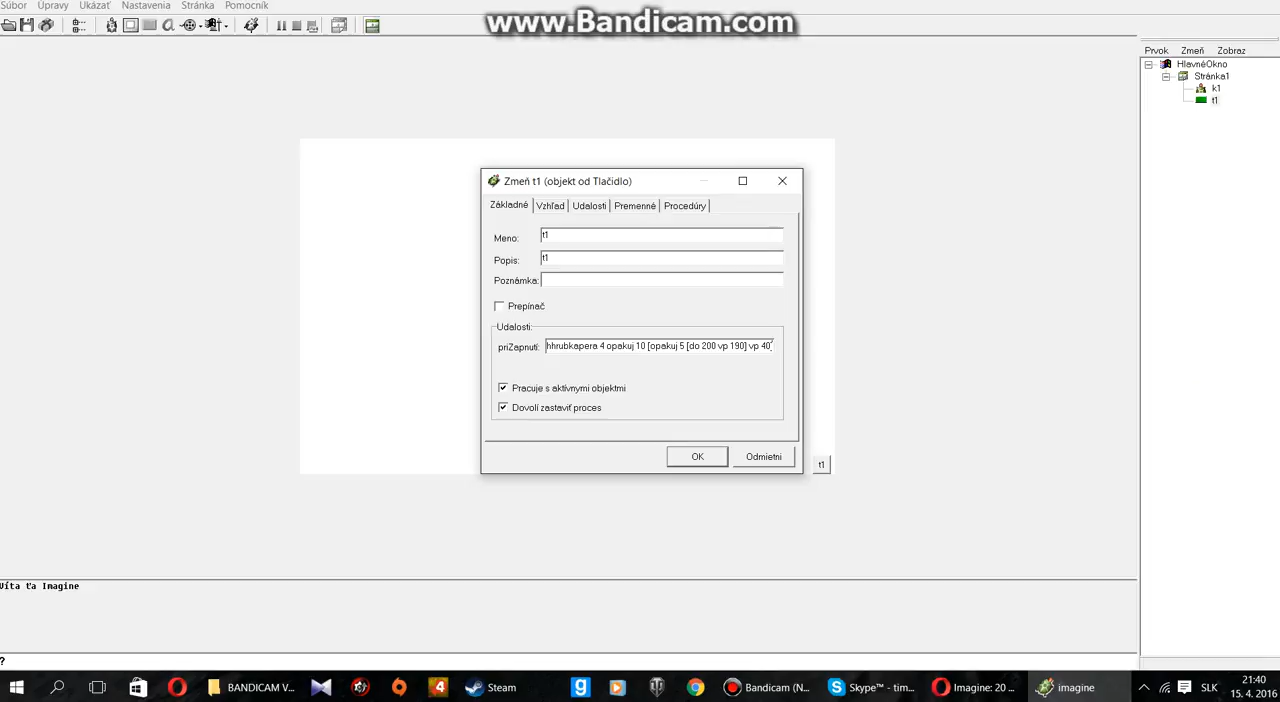 Súbor Úpravy Ukázať Nastavenia Stránka Pomocník
www.Bandicam.com
Prvok Zmeň Zobraz
HlavnéOkno
Stránka1
k1
t1
Zmeň t1 (objekt od Tlačidlo)
Základné Vzhľad Udalosti Premenné Procedúry
Meno: t1
Popis: t1
Poznámka:
Prepínač
Udalosti:
priZapnutí: hhrubkapera 4 opakuj 10 [opakuj 5 [do 200 vp 190] vp 40
Pracuje s aktívnymi objektmi
Dovolí zastaviť proces
OK Odmietni
t1
Víta ťa Imagine
?
BANDICAM V... Steam Bandicam (N... Skype™ - tim... Imagine: 20 ... imagine SLK 21:40
15. 4. 2016